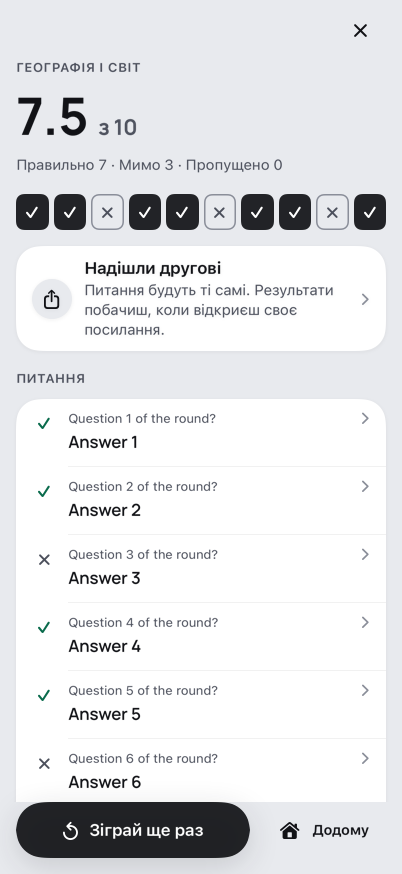 ГЕОГРАФІЯ І СВІТ
7.5 з 10
Правильно 7 · Мимо 3 · Пропущено 0
Надішли другові
Питання будуть ті самі. Результати
побачиш, коли відкриєш своє
посилання.
ПИТАННЯ
Question 1 of the round?
Answer 1
Question 2 of the round?
Answer 2
Question 3 of the round?
Answer 3
Question 4 of the round?
Answer 4
Question 5 of the round?
Answer 5
Question 6 of the round?
Answer 6
Зіграй ще раз
Додому